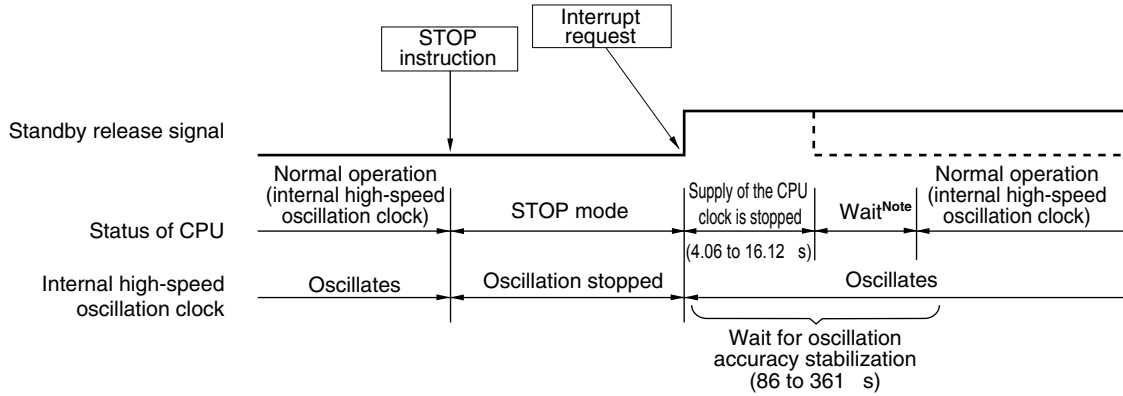 STOP
instruction
Interrupt
request
Standby release signal
Normal operation
(internal high-speed
oscillation clock)
STOP mode
Supply of the CPU
clock is stopped
(4.06 to 16.12 s)
WaitNote
Normal operation
(internal high-speed
oscillation clock)
Status of CPU
Internal high-speed
oscillation clock
Oscillates
Oscillation stopped
Oscillates
Wait for oscillation
accuracy stabilization
(86 to 361 s)